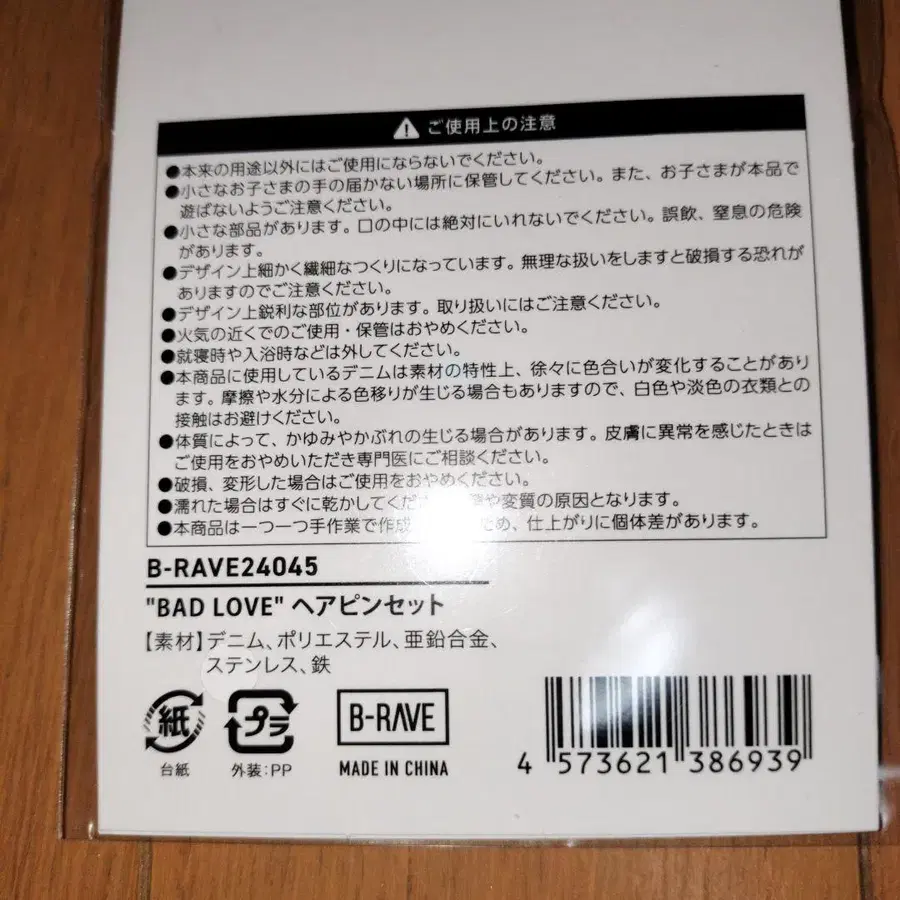 ご使用上の注意
●本来の用途以外にはご使用にならないでください。
●小さなお子さまの手の届かない場所に保管してください。また、お子さまが本品で
遊ばないようご注意ください。
●小さな部品があります。口の中には絶対にいれないでください。誤飲、窒息の危険
があります。
●デザイン上細かく繊細なつくりになっています。無理な扱いをしますと破損する恐れが
ありますのでご注意ください。
●デザイン上鋭利な部位があります。取り扱いにはご注意ください。
●火気の近くでのご使用・保管はおやめください。
●就寝時や入浴時などは外してください。
●本商品に使用しているデニムは素材の特性上、徐々に色合いが変化することがあり
ます。摩擦や水分による色移りが生じる場合もありますので、白色や淡色の衣類との
接触はお避けください。
●体質によって、かゆみやかぶれの生じる場合があります。皮膚に異常を感じたときは
ご使用をおやめいただき専門医にご相談ください。
●破損、変形した場合はご使用をおやめください。
●濡れた場合はすぐに乾かしてくだ や変質の原因となります。
●本商品は一つ一つ手作業で作成 ため、仕上がりに個体差があります。
B-RAVE24045
"BAD LOVE" ヘアピンセット
【素材】デニム、ポリエステル、亜鉛合金、
ステンレス、鉄
紙
台紙
プラ
外装:PP
B-RAVE
MADE IN CHINA
4 573621 386939